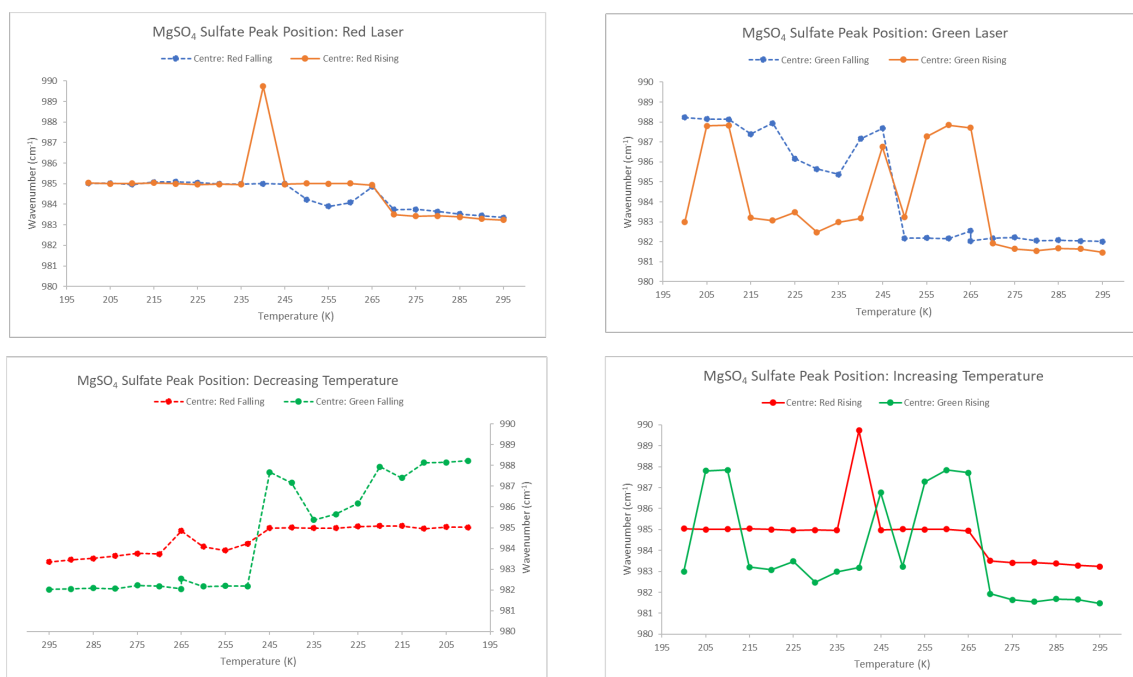 MgSO₄ Sulfate Peak Position: Red Laser
Centre: Red Falling Centre: Red Rising
990
989
988
987
986
985
984
983
982
981
980
Wavenumber (cm⁻¹)
195 205 215 225 235 245 255 265 275 285 295
Temperature (K)
MgSO₄ Sulfate Peak Position: Green Laser
Centre: Green Falling Centre: Green Rising
990
989
988
987
986
985
984
983
982
981
980
Wavenumber (cm⁻¹)
195 205 215 225 235 245 255 265 275 285 295
Temperature (K)
MgSO₄ Sulfate Peak Position: Decreasing Temperature
Centre: Red Falling Centre: Green Falling
990
989
988
987
986
985
984
983
982
981
980
Wavenumber (cm⁻¹)
295 285 275 265 255 245 235 225 215 205 195
Temperature (K)
MgSO₄ Sulfate Peak Position: Increasing Temperature
Centre: Red Rising Centre: Green Rising
990
989
988
987
986
985
984
983
982
981
980
Wavenumber (cm⁻¹)
195 205 215 225 235 245 255 265 275 285 295
Temperature (K)